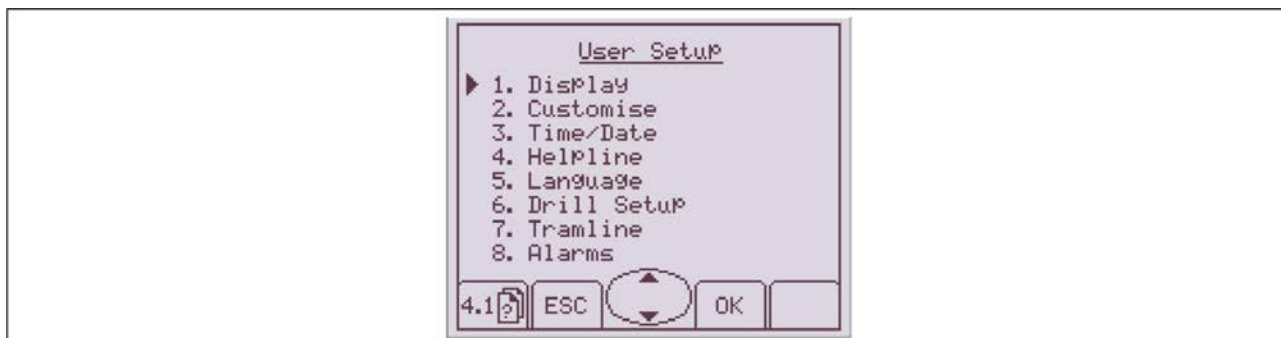 User Setup
1. Display
2. Customise
3. Time/Date
4. Helpline
5. Language
6. Drill Setup
7. Tramline
8. Alarms
4.1 ? ESC OK